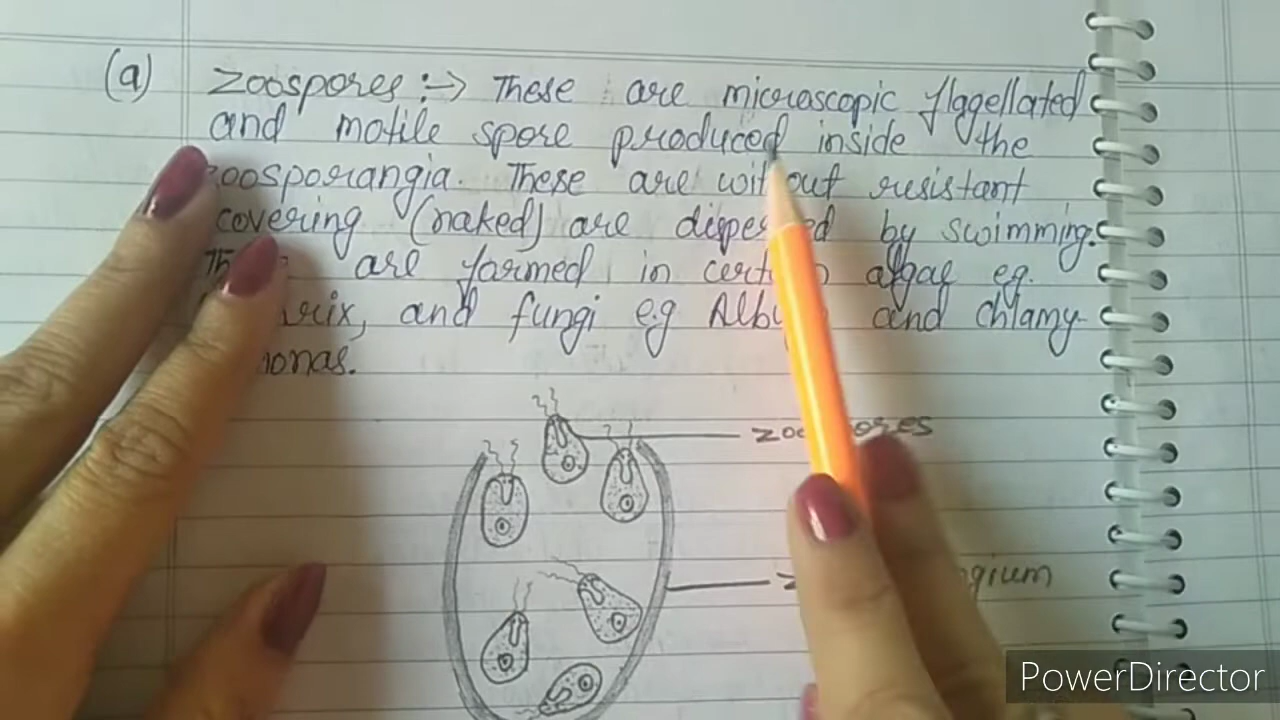 (a) Zoospores :→ These are microscopic flagellated
and motile spore produced inside the
zoosporangia. These are without resistant
covering (naked) are dispersed by swimming.
are formed in certain algae eg.
and fungi e.g and chlamy-
zoospores
PowerDirector